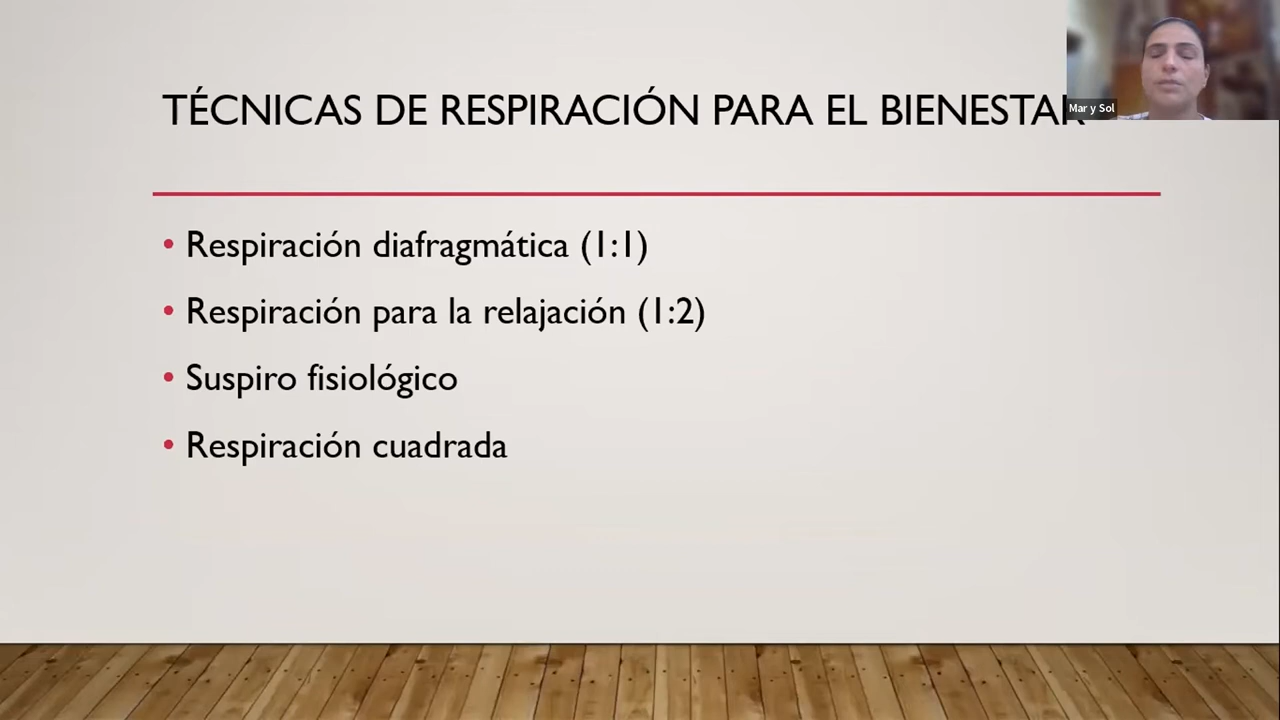 TÉCNICAS DE RESPIRACIÓN PARA EL BIENESTAR
Mar y Sol
• Respiración diafragmática (1:1)
• Respiración para la relajación (1:2)
• Suspiro fisiológico
• Respiración cuadrada